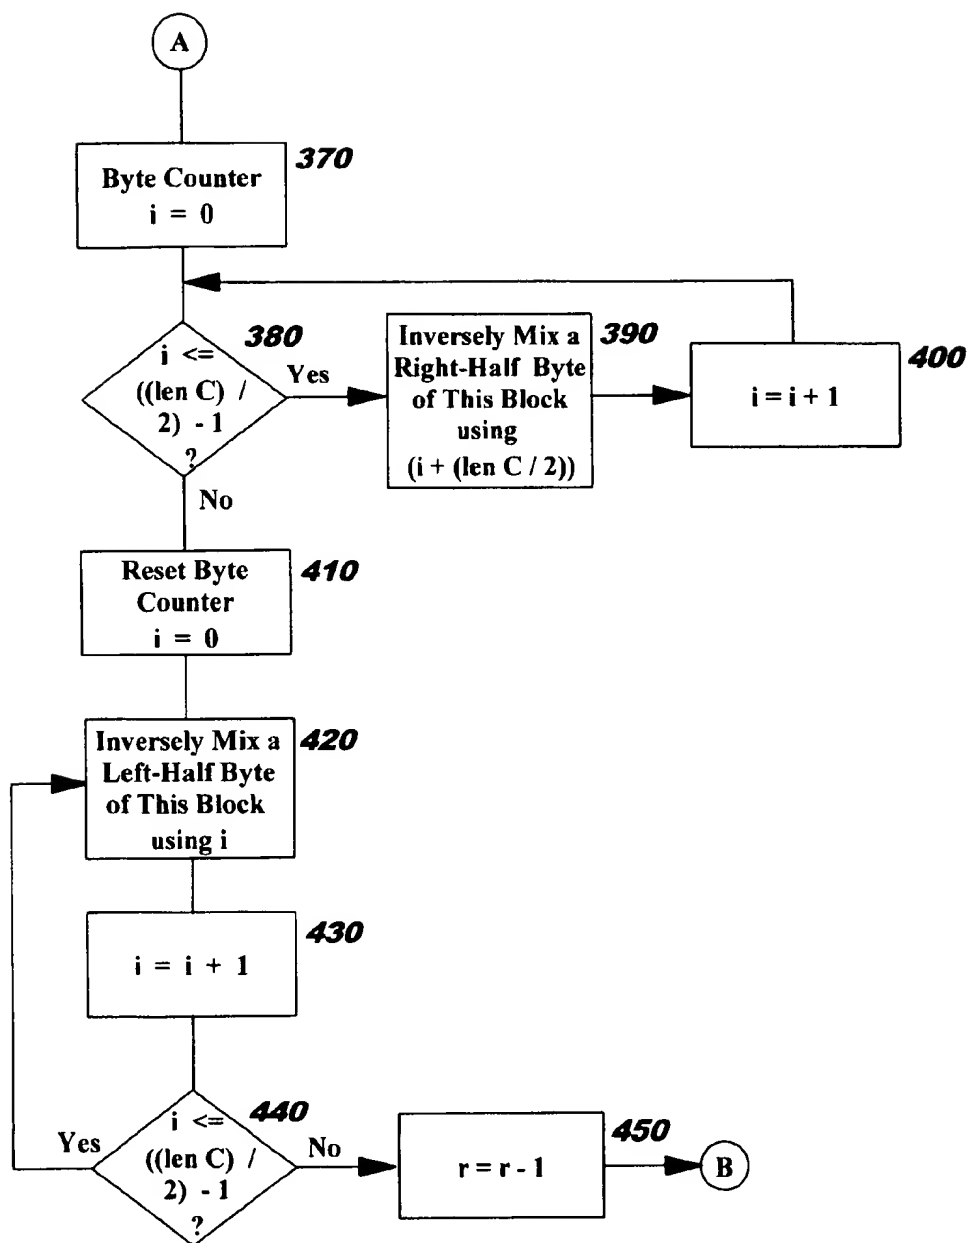 A
370
Byte Counter
i = 0
380
i <=
((len C) /
2) - 1
?
Yes
No
390
Inversely Mix a
Right-Half Byte
of This Block
using
(i + (len C / 2))
400
i = i + 1
410
Reset Byte
Counter
i = 0
420
Inversely Mix a
Left-Half Byte
of This Block
using i
430
i = i + 1
440
i <=
((len C) /
2) - 1
?
Yes
No
450
r = r - 1
B